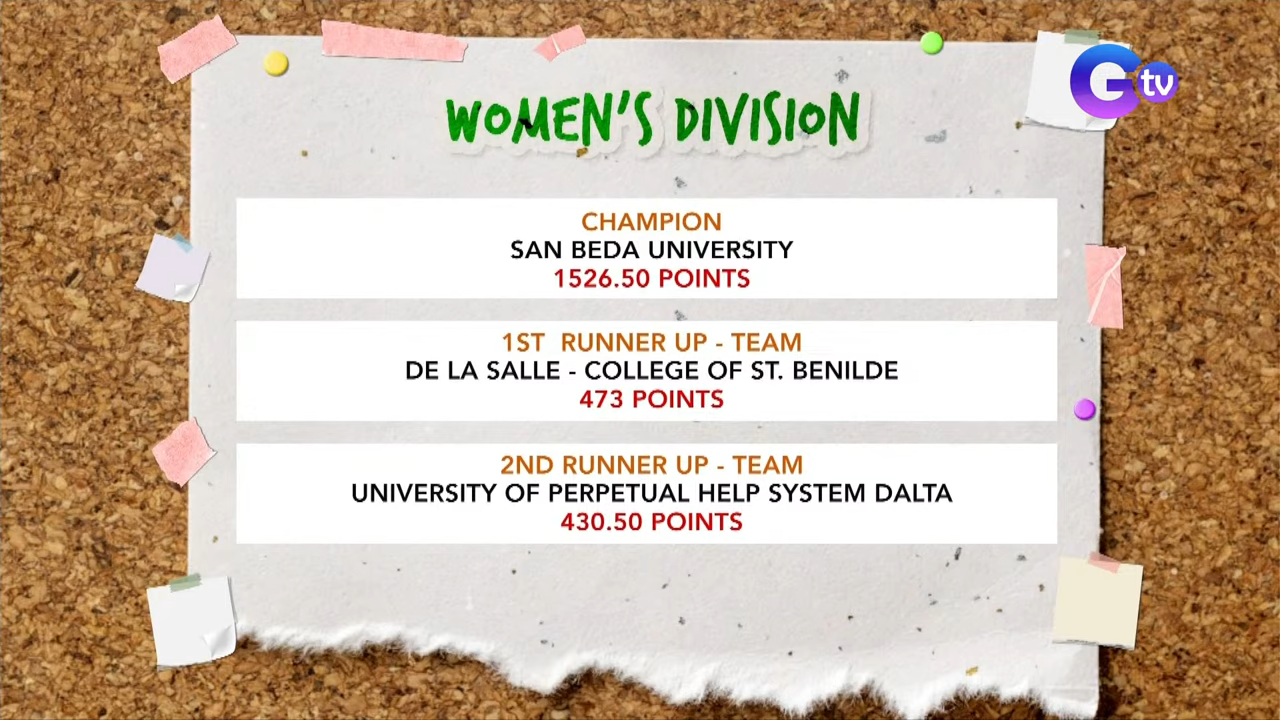 Gtv
WOMEN'S DIVISION
CHAMPION
SAN BEDA UNIVERSITY
1526.50 POINTS
1ST RUNNER UP - TEAM
DE LA SALLE - COLLEGE OF ST. BENILDE
473 POINTS
2ND RUNNER UP - TEAM
UNIVERSITY OF PERPETUAL HELP SYSTEM DALTA
430.50 POINTS